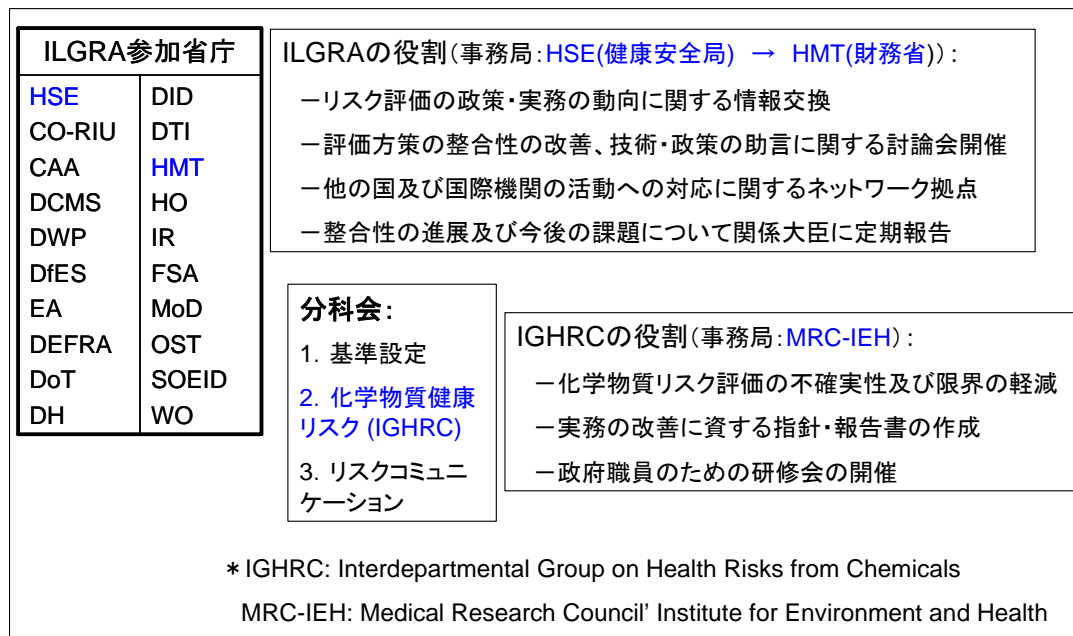 ILGRA参加省庁
HSE DID
CO-RIU DTI
CAA HMT
DCMS HO
DWP IR
DfES FSA
EA MoD
DEFRA OST
DoT SOEID
DH WO
ILGRAの役割(事務局:HSE(健康安全局) → HMT(財務省)):
－リスク評価の政策・実務の動向に関する情報交換
－評価方策の整合性の改善、技術・政策の助言に関する討論会開催
－他の国及び国際機関の活動への対応に関するネットワーク拠点
－整合性の進展及び今後の課題について関係大臣に定期報告
分科会:
1. 基準設定
2. 化学物質健康
リスク (IGHRC)
3. リスクコミュニ
ケーション
IGHRCの役割(事務局:MRC-IEH):
－化学物質リスク評価の不確実性及び限界の軽減
－実務の改善に資する指針・報告書の作成
－政府職員のための研修会の開催
＊IGHRC: Interdepartmental Group on Health Risks from Chemicals
MRC-IEH: Medical Research Council' Institute for Environment and Health